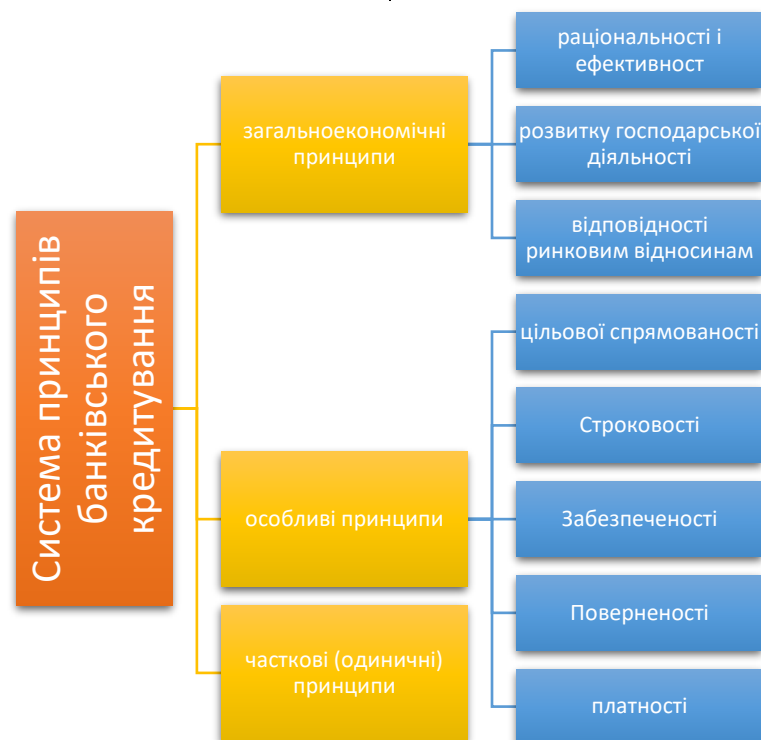 Система принципів
банківського
кредитування
загальноекономічні
принципи
раціональності і
ефективност
розвитку господарської
діяльності
відповідності
ринковим відносинам
особливі принципи
цільової спрямованості
Строковості
Забезпеченості
Поверненості
платності
часткові (одиничні)
принципи